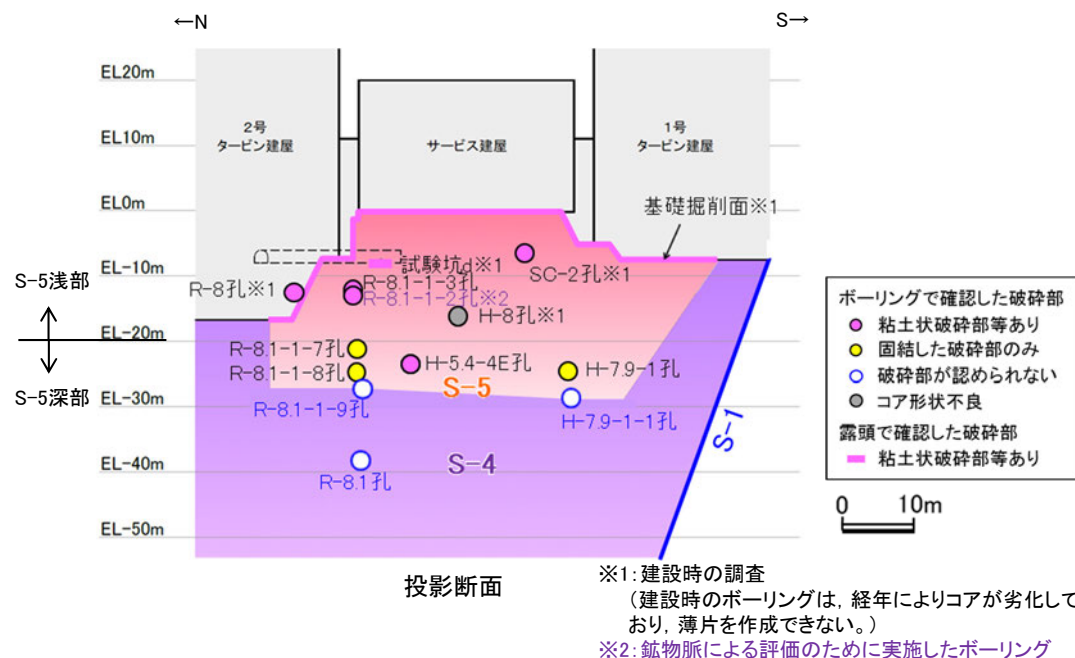 ←N
S→
EL20m
EL10m
EL0m
EL-10m
EL-20m
EL-30m
EL-40m
EL-50m
S-5浅部
S-5深部
2号
タービン建屋
サービス建屋
1号
タービン建屋
基礎掘削面※1
試験坑d※1
SC-2孔※1
R-8孔※1
R-8.1-1-3孔
R-8.1-1-2孔※2
H-8孔※1
R-8.1-1-7孔
R-8.1-1-8孔
H-5.4-4E孔
H-7.9-1孔
S-5
R-8.1-1-9孔
H-7.9-1-1孔
S-4
R-8.1孔
S-1
投影断面
ボーリングで確認した破砕部
粘土状破砕部等あり
固結した破砕部のみ
破砕部が認められない
コア形状不良
露頭で確認した破砕部
粘土状破砕部等あり
0 10m
※1:建設時の調査
(建設時のボーリングは，経年によりコアが劣化して
おり，薄片を作成できない。)
※2:鉱物脈による評価のために実施したボーリング